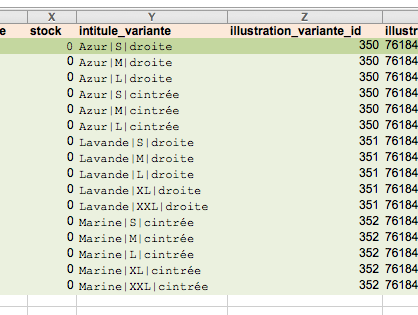 X Y Z
e stock intitule_variante illustration_variante_id illustr
0 Azur|S|droite 350 76184
0 Azur|M|droite 350 76184
0 Azur|L|droite 350 76184
0 Azur|S|cintrée 350 76184
0 Azur|M|cintrée 350 76184
0 Azur|L|cintrée 350 76184
0 Lavande|S|droite 351 76184
0 Lavande|M|droite 351 76184
0 Lavande|L|droite 351 76184
0 Lavande|XL|droite 351 76184
0 Lavande|XXL|droite 351 76184
0 Marine|S|cintrée 352 76184
0 Marine|M|cintrée 352 76184
0 Marine|L|cintrée 352 76184
0 Marine|XL|cintrée 352 76184
0 Marine|XXL|cintrée 352 76184